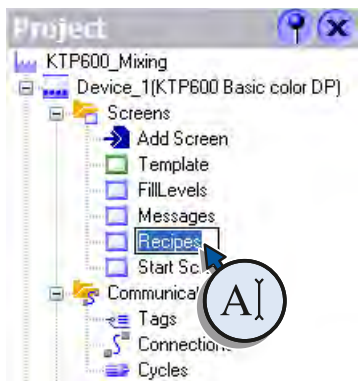 Project
KTP600_Mixing
Device_1(KTP600 Basic color DP)
Screens
Add Screen
Template
FillLevels
Messages
Recipes
Start Sc
Communicat
Tags
Connection
Cycles
A